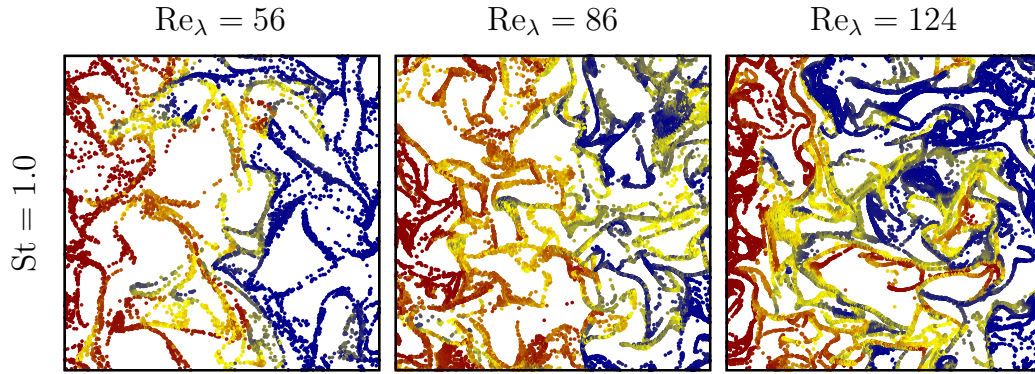 Re_λ = 56
Re_λ = 86
Re_λ = 124
St = 1.0